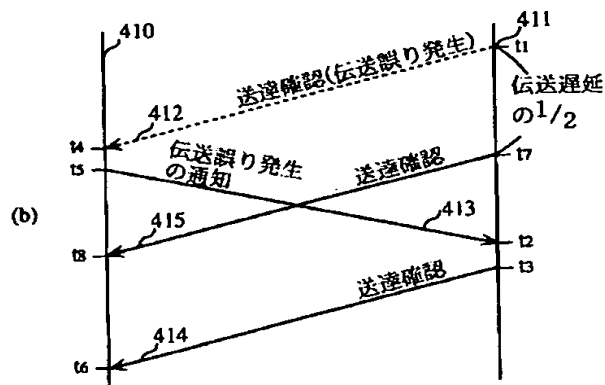 410
411
t1
送達確認(伝送誤り発生)
412
伝送遅延
の1/2
t4
伝送誤り発生
の通知
t5
送達確認
t7
(b)
415
413
t8
t2
送達確認
t3
414
t6